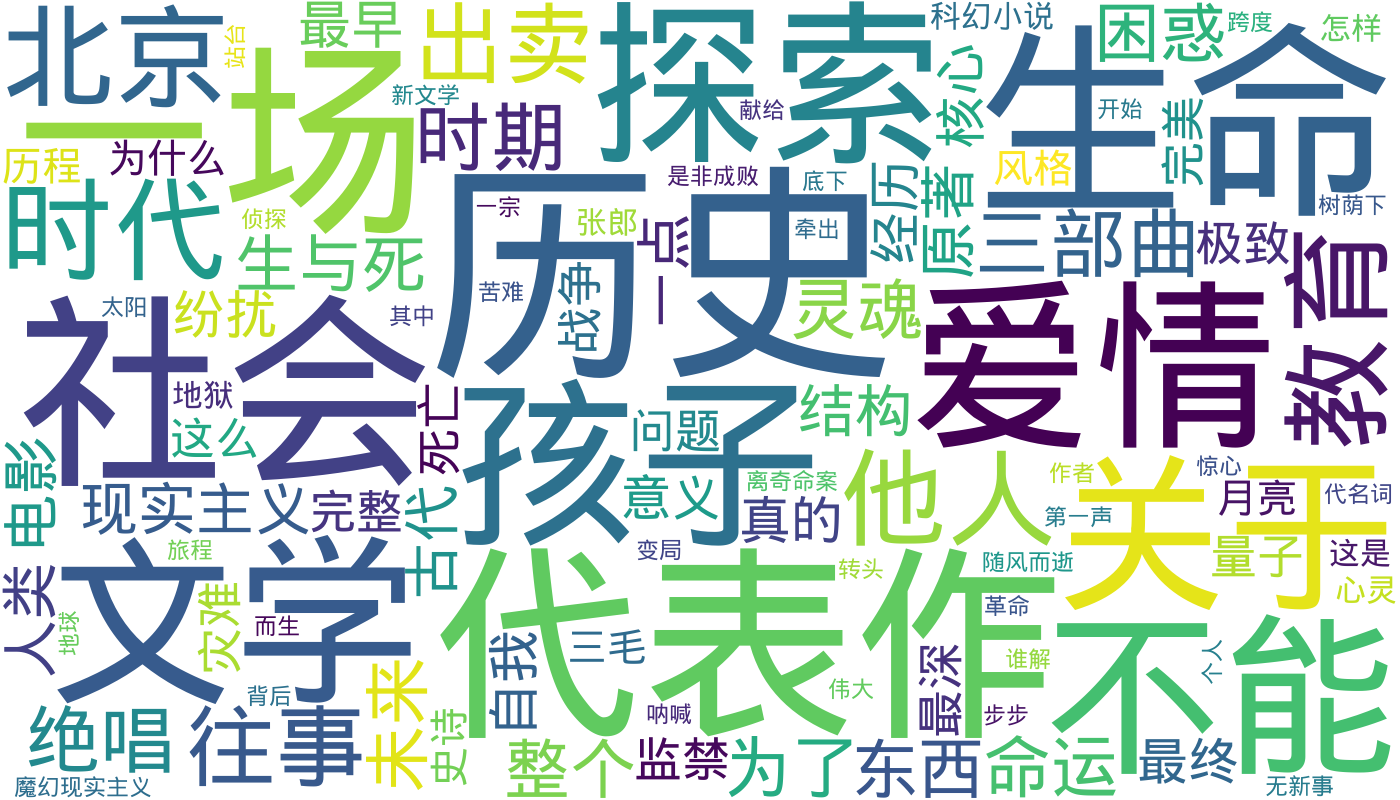 北京
站台
最早
出卖
探索
科幻小说
困惑
跨度
怎样
一场
新文学
时期
献给
核心
生命
开始
完美
历程
为什么
风格
树荫下
时代
侦探
生与死
一宗
是非成败
底下
经历
原著
三部曲
极致
教育
张郎
一点
牵出
历史
太阳
纷扰
其中
苦难
战争
灵魂
爱情
社会
地狱
这么
死亡
孩子
问题
结构
电影
现实主义
完整
古代
意义
离奇命案
真的
他人
作者
关于
惊心
月亮
代名词
第一声
旅程
变局
转头
随风而逝
量子
这是
心灵
人类
地球
灾难
文学
而生
代表作
革命
不能
自我
三毛
谁解
个人
背后
未来
伟大
最深
绝唱
往事
史诗
呐喊
步步
整个
监禁
为了
东西
命运
最终
魔幻现实主义
无新事